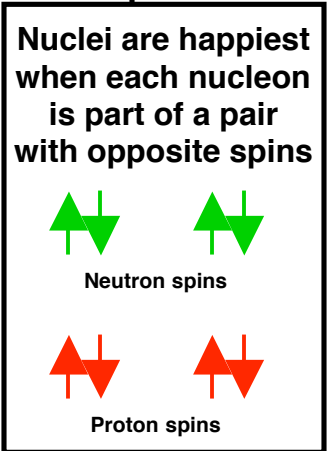 Nuclei are happiest
when each nucleon
is part of a pair
with opposite spins
Neutron spins
Proton spins